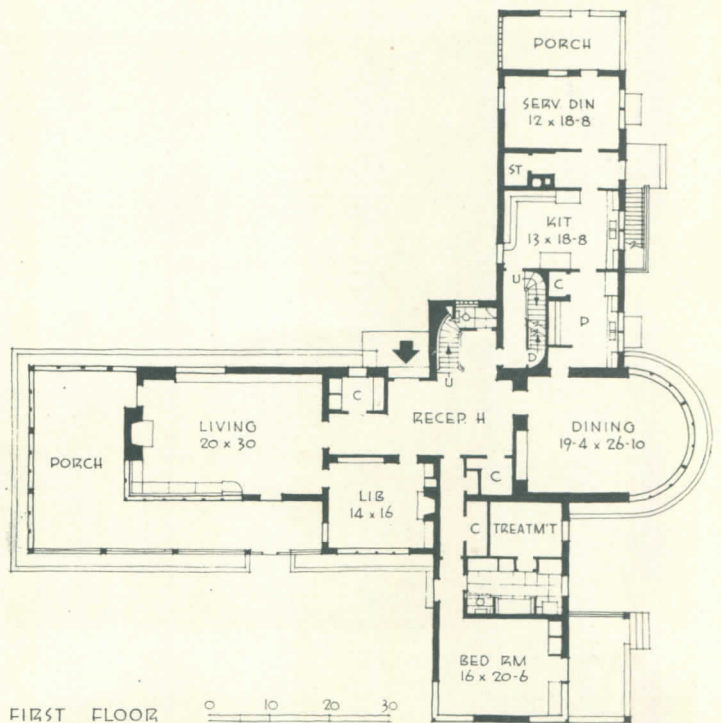 PORCH
SERV. DIN
12 x 18-8
ST
KIT
13 x 18-8
U
C
P
D
U
C
LIVING
20 x 30
RECEP. H
DINING
19-4 x 26-10
PORCH
LIB
14 x 16
C
C
TREATM'T
BED RM
16 x 20-6
FIRST FLOOR
0 10 20 30